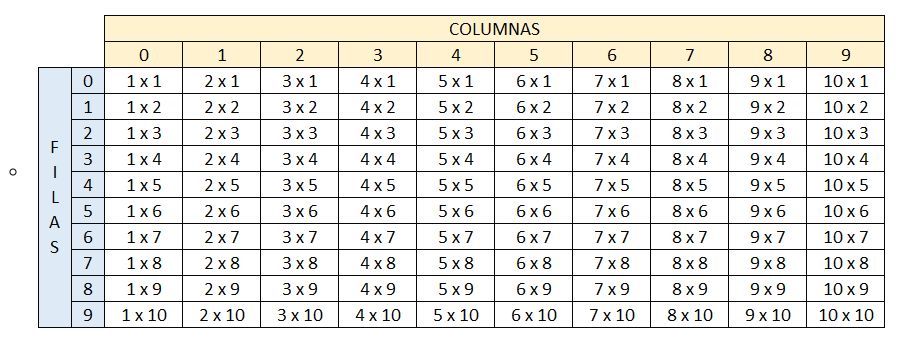 COLUMNAS
0 1 2 3 4 5 6 7 8 9
FILAS
0 1 x 1 2 x 1 3 x 1 4 x 1 5 x 1 6 x 1 7 x 1 8 x 1 9 x 1 10 x 1
1 1 x 2 2 x 2 3 x 2 4 x 2 5 x 2 6 x 2 7 x 2 8 x 2 9 x 2 10 x 2
2 1 x 3 2 x 3 3 x 3 4 x 3 5 x 3 6 x 3 7 x 3 8 x 3 9 x 3 10 x 3
3 1 x 4 2 x 4 3 x 4 4 x 4 5 x 4 6 x 4 7 x 4 8 x 4 9 x 4 10 x 4
4 1 x 5 2 x 5 3 x 5 4 x 5 5 x 5 6 x 5 7 x 5 8 x 5 9 x 5 10 x 5
5 1 x 6 2 x 6 3 x 6 4 x 6 5 x 6 6 x 6 7 x 6 8 x 6 9 x 6 10 x 6
6 1 x 7 2 x 7 3 x 7 4 x 7 5 x 7 6 x 7 7 x 7 8 x 7 9 x 7 10 x 7
7 1 x 8 2 x 8 3 x 8 4 x 8 5 x 8 6 x 8 7 x 8 8 x 8 9 x 8 10 x 8
8 1 x 9 2 x 9 3 x 9 4 x 9 5 x 9 6 x 9 7 x 9 8 x 9 9 x 9 10 x 9
9 1 x 10 2 x 10 3 x 10 4 x 10 5 x 10 6 x 10 7 x 10 8 x 10 9 x 10 10 x 10